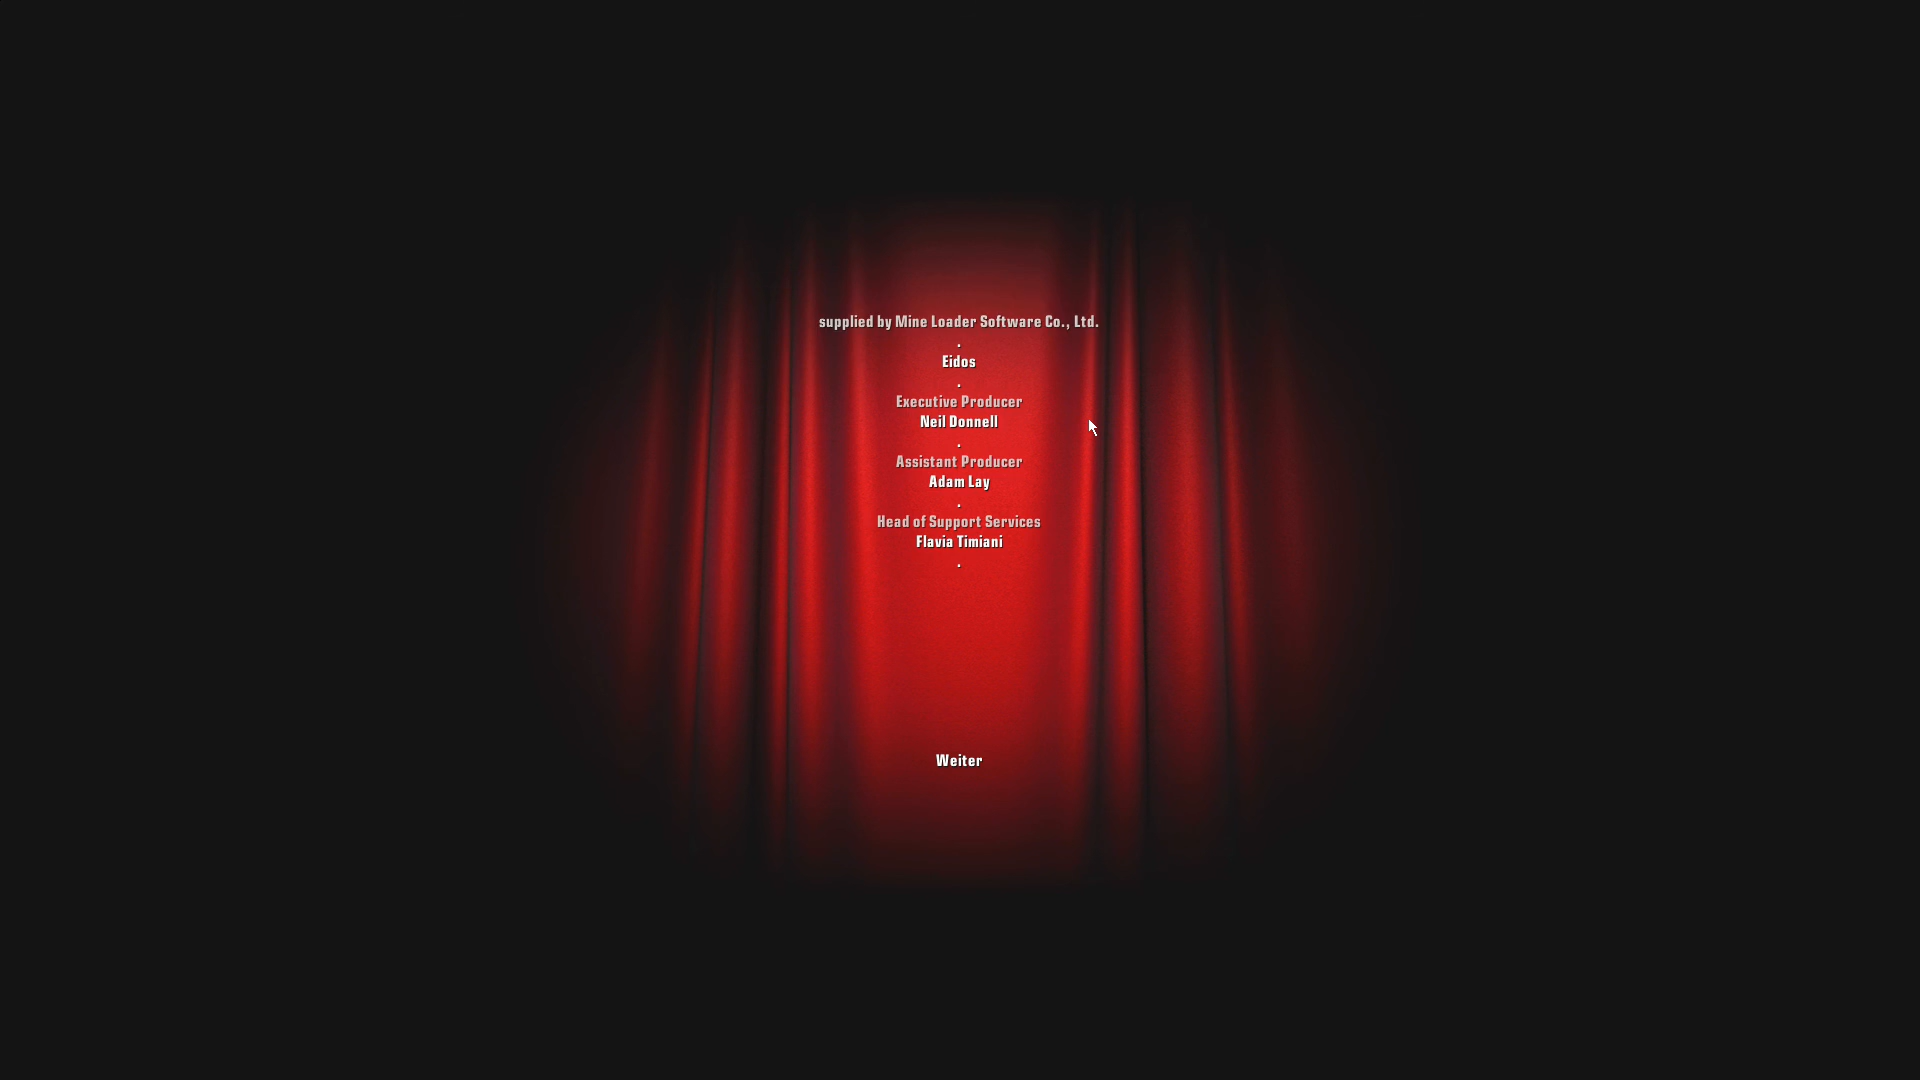 supplied by Mine Loader Software Co., Ltd.
.
Eidos
.
Executive Producer
Neil Donnell
.
Assistant Producer
Adam Lay
.
Head of Support Services
Flavia Timiani
.
Weiter